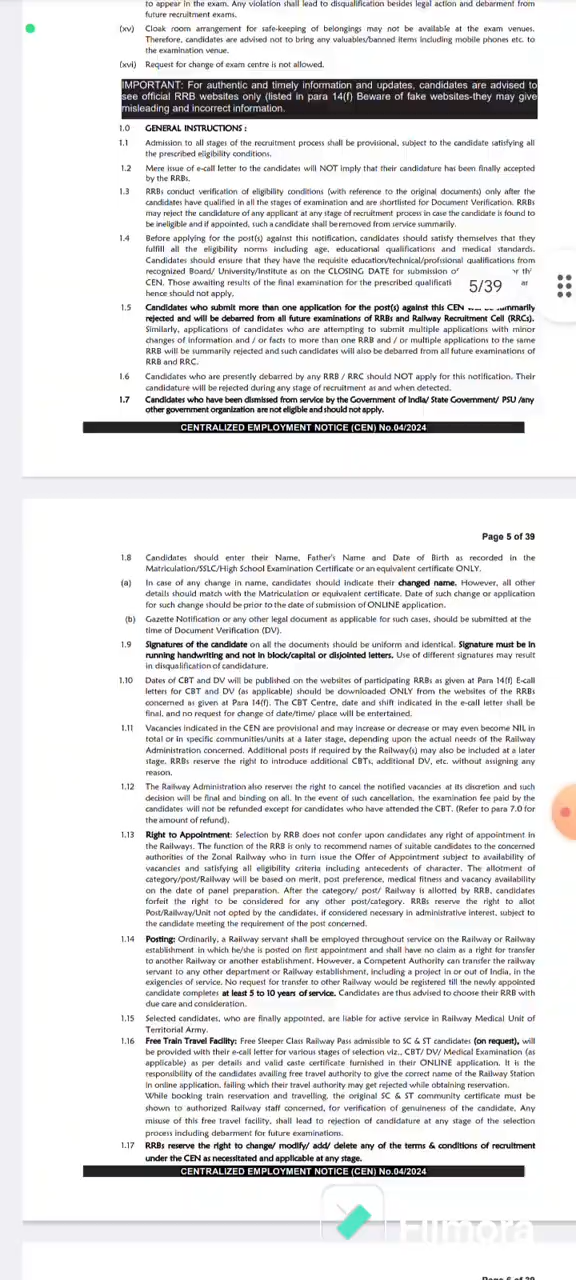 to appear in the exam. Any violation shall lead to disqualification besides legal action and debarment from
future recruitment exams.
(xv) Cloak room arrangement for safe-keeping of belongings may not be available at the exam venues.
Therefore, candidates are advised not to bring any valuables/banned items including mobile phones etc. to
the examination venue.
(xvi) Request for change of exam centre is not allowed.
IMPORTANT: For authentic and timely information and updates, candidates are advised to
see official RRB websites only (listed in para 14(f) Beware of fake websites-they may give
misleading and incorrect information.
1.0 GENERAL INSTRUCTIONS :
1.1 Admission to all stages of the recruitment process shall be provisional, subject to the candidate satisfying all
the prescribed eligibility conditions.
1.2 Mere issue of e-call letter to the candidates will NOT imply that their candidature has been finally accepted
by the RRBs.
1.3 RRBs conduct verification of eligibility conditions (with reference to the original documents) only after the
candidates have qualified in all the stages of examination and are shortlisted for Document Verification. RRBs
may reject the candidature of any applicant at any stage of recruitment process in case the candidate is found to
be ineligible and if appointed, such a candidate shall be removed from service summarily.
1.4 Before applying for the post(s) against this notification, candidates should satisfy themselves that they
fulfill all the eligibility norms including age, educational qualifications and medical standards.
Candidates should ensure that they have the requisite education/technical/profssional qualifications from
recognized Board/ University/Institute as on the CLOSING DATE for submission
CEN. Those awaiting results of the final examination for the prescribed qualificati
hence should not apply.
5/39
1.5 Candidates who submit more than one application for the post(s) against this CEN
rejected and will be debarred from all future examinations of RRBs and Railway Recruitment Cell (RRCs).
Similarly, applications of candidates who are attempting to submit multiple applications with minor
changes of information and / or facts to more than one RRB and / or multiple applications to the same
RRB will be summarily rejected and such candidates will also be debarred from all future examinations of
RRB and RRC.
1.6 Candidates who are presently debarred by any RRB / RRC should NOT apply for this notification. Their
candidature will be rejected during any stage of recruitment as and when detected.
1.7 Candidates who have been dismissed from service by the Government of India/ State Government/ PSU /any
other government organization are not eligible and should not apply.
CENTRALIZED EMPLOYMENT NOTICE (CEN) No.04/2024
Page 5 of 39
1.8 Candidates should enter their Name, Father's Name and Date of Birth as recorded in the
Matriculation/SSLC/High School Examination Certificate or an equivalent certificate ONLY.
(a) In case of any change in name, candidates should indicate their changed name. However, all other
details should match with the Matriculation or equivalent certificate. Date of such change or application
for such change should be prior to the date of submission of ONLINE application.
(b) Gazette Notification or any other legal document as applicable for such cases, should be submitted at the
time of Document Verification (DV).
1.9 Signatures of the candidate on all the documents should be uniform and identical. Signature must be in
running handwriting and not in block/capital or disjointed letters. Use of different signatures may result
in disqualification of candidature.
1.10 Dates of CBT and DV will be published on the websites of participating RRBs as given at Para 14(f) E-call
letters for CBT and DV (as applicable) should be downloaded ONLY from the websites of the RRBs
concerned as given at Para 14(f). The CBT Centre, date and shift indicated in the e-call letter shall be
final, and no request for change of date/time/ place will be entertained.
1.11 Vacancies indicated in the CEN are provisional and may increase or decrease or may even become NIL in
total or in specific communities/units at a later stage, depending upon the actual needs of the Railway
Administration concerned. Additional posts if required by the Railway(s) may also be included at a later
stage. RRBs reserve the right to introduce additional CBTs, additional DV, etc. without assigning any
reason.
1.12 The Railway Administration also reserves the right to cancel the notified vacancies at its discretion and such
decision will be final and binding on all. In the event of such cancellation, the examination fee paid by the
candidates will not be refunded except for candidates who have attended the CBT. (Refer to para 7.0 for
the amount of refund).
1.13 Right to Appointment: Selection by RRB does not confer upon candidates any right of appointment in
the Railways. The function of the RRB is only to recommend names of suitable candidates to the concerned
authorities of the Zonal Railway who in turn issue the Offer of Appointment subject to availability of
vacancies and satisfying all eligibility criteria including antecedents of character. The allotment of
category/post/Railway will be based on merit, post preference, medical fitness and vacancy availability
on the date of panel preparation. After the category/ post/ Railway is allotted by RRB, candidates
forfeit the right to be considered for any other post/category. RRBs reserve the right to allot
Post/Railway/Unit not opted by the candidates, if considered necessary in administrative interest, subject to
the candidate meeting the requirement of the post concerned.
1.14 Posting: Ordinarily, a Railway servant shall be employed throughout service on the Railway or Railway
establishment in which he/she is posted on first appointment and shall have no claim as a right for transfer
to another Railway or another establishment. However, a Competent Authority can transfer the railway
servant to any other department or Railway establishment, including a project in or out of India, in the
exigencies of service. No request for transfer to other Railway would be registered till the newly appointed
candidate completes at least 5 to 10 years of service. Candidates are thus advised to choose their RRB with
due care and consideration.
1.15 Selected candidates, who are finally appointed, are liable for active service in Railway Medical Unit of
Territorial Army.
1.16 Free Train Travel Facility: Free Sleeper Class Railway Pass admissible to SC & ST candidates (on request), will
be provided with their e-call letter for various stages of selection viz., CBT/ DV/ Medical Examination (as
applicable) as per details and valid caste certificate furnished in their ONLINE application. It is the
responsibility of the candidates availing free travel authority to give the correct name of the Railway Station
in online application, failing which their travel authority may get rejected while obtaining reservation.
While booking train reservation and travelling, the original SC & ST community certificate must be
shown to authorized Railway staff concerned, for verification of genuineness of the candidate. Any
misuse of this free travel facility, shall lead to rejection of candidature at any stage of the selection
process including debarment for future examinations.
1.17 RRBs reserve the right to change/ modify/ add/ delete any of the terms & conditions of recruitment
under the CEN as necessitated and applicable at any stage.
CENTRALIZED EMPLOYMENT NOTICE (CEN) No.04/2024
Filmora
Page 6 of 39